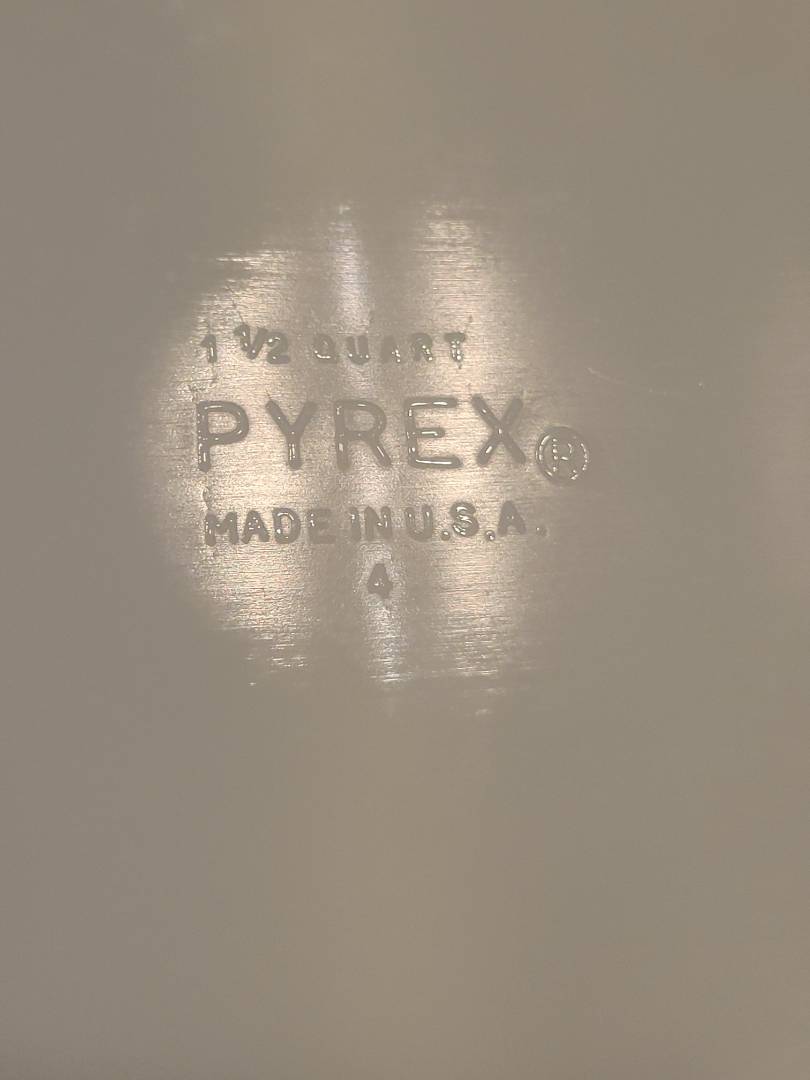 1 1/2 QUART
PYREX®
MADE IN U.S.A.
4